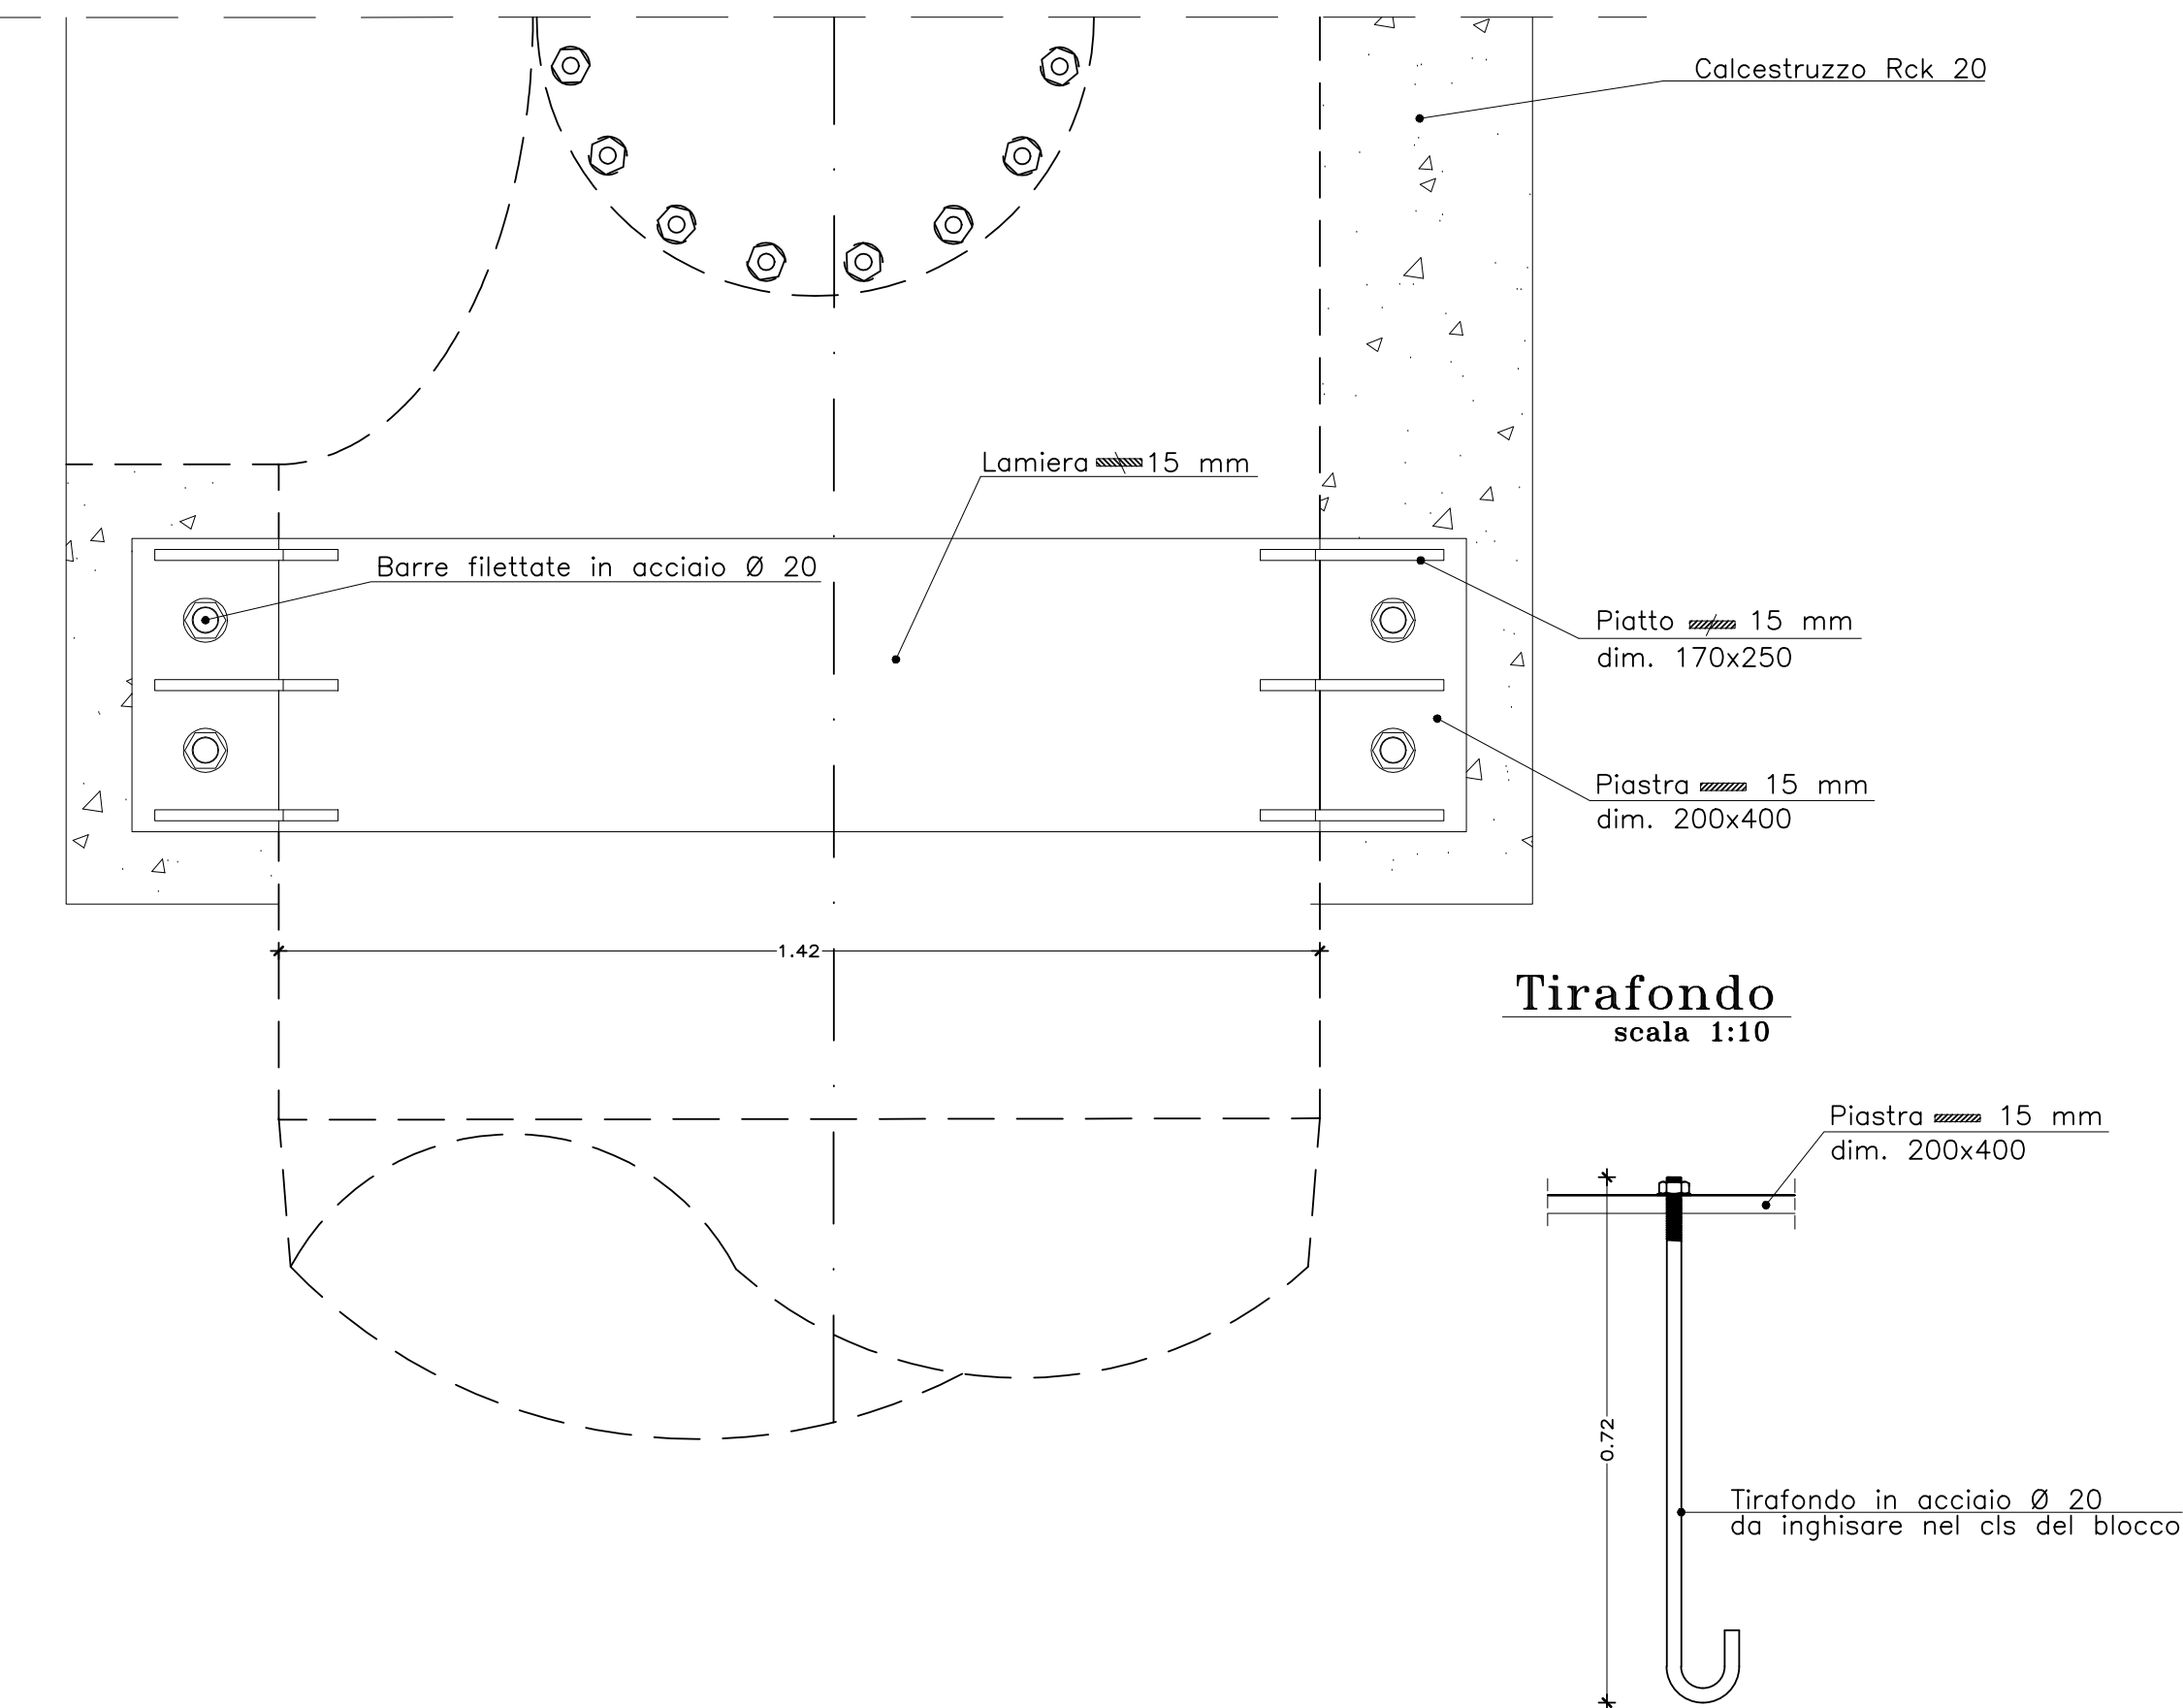 Calcestruzzo Rck 20
Lamiera 15 mm
Barre filettate in acciaio Ø 20
Piatto 15 mm
dim. 170x250
Piastra 15 mm
dim. 200x400
1.42
Tirafondo
scala 1:10
Piastra 15 mm
dim. 200x400
0.72
Tirafondo in acciaio Ø 20
da inghisare nel cls del blocco